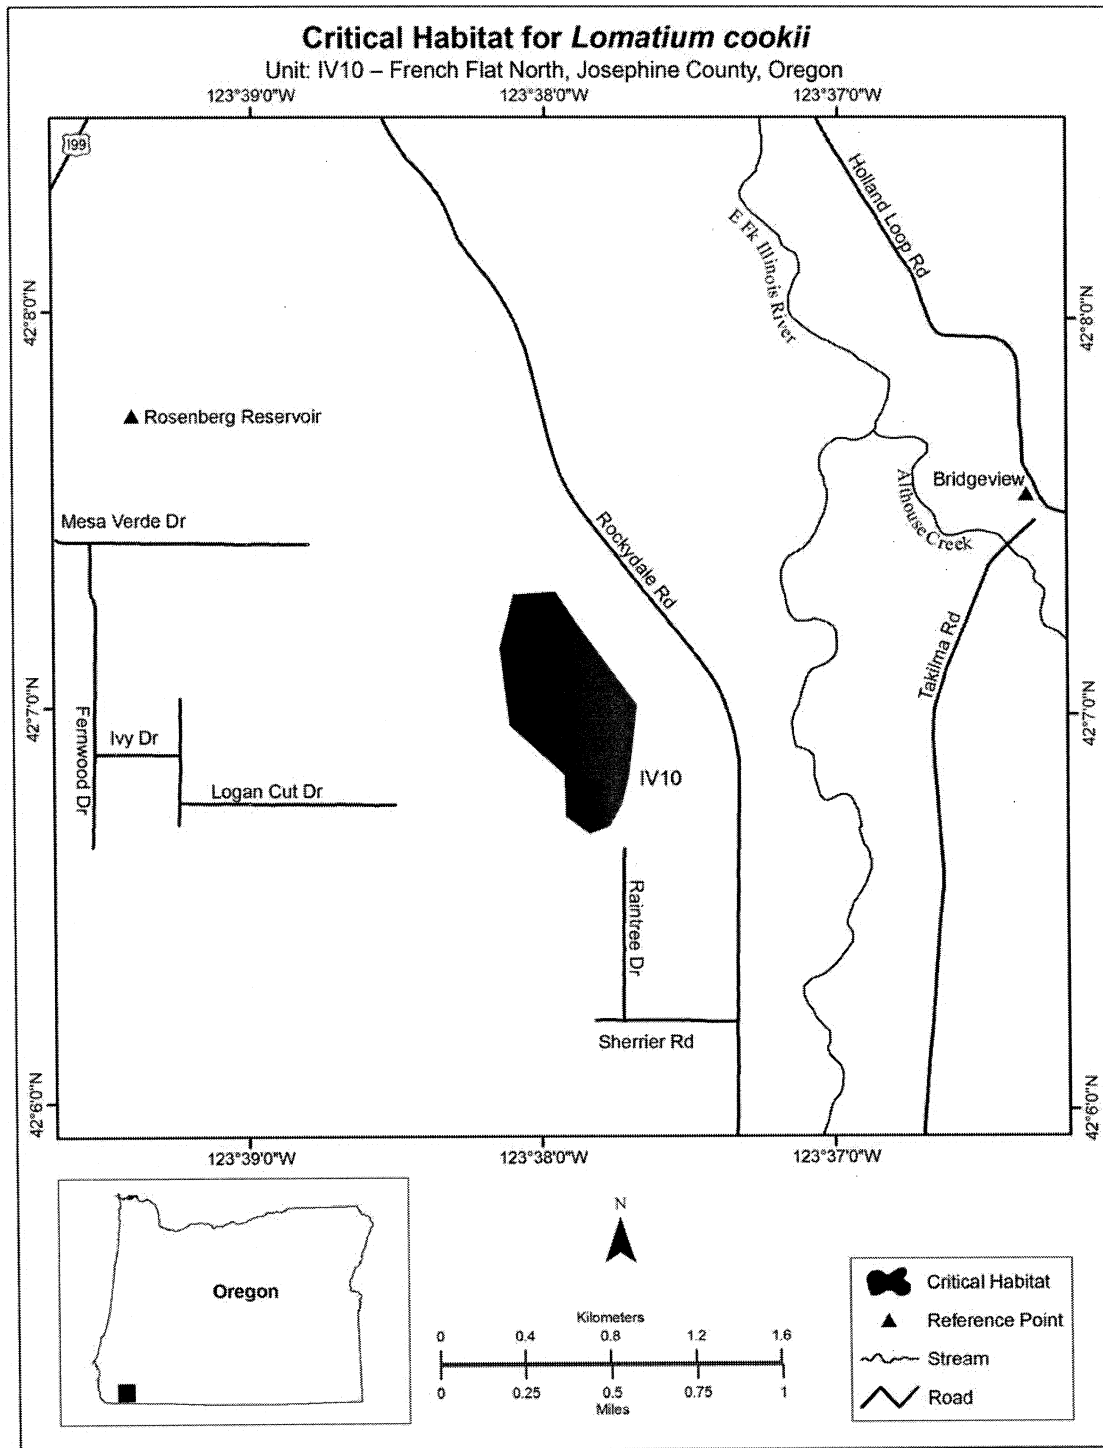 Critical Habitat for Lomatium cookii
Unit: IV10 – French Flat North, Josephine County, Oregon
123°39'0"W
123°38'0"W
123°37'0"W
199
Holland Loop Rd
E Fk Illinois River
42°8'0"N
42°8'0"N
Rosenberg Reservoir
Bridgeview
Althouse Creek
Mesa Verde Dr
Rockydale Rd
Takilma Rd
42°7'0"N
42°7'0"N
Fernwood Dr
Ivy Dr
Logan Cut Dr
IV10
Raintree Dr
Sherrier Rd
42°6'0"N
42°6'0"N
123°39'0"W
123°38'0"W
123°37'0"W
Oregon
N
Kilometers
0 0.4 0.8 1.2 1.6
0 0.25 0.5 0.75 1
Miles
Critical Habitat
Reference Point
Stream
Road